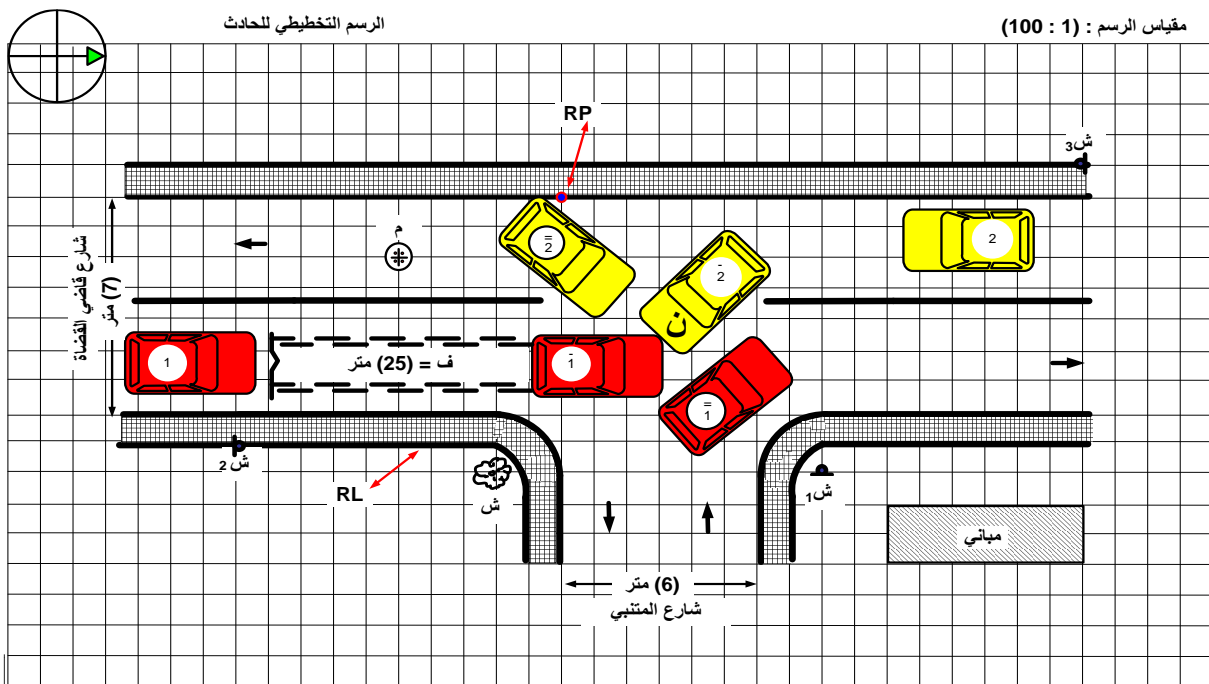 مقياس الرسم : (1 : 100)
الرسم التخطيطي للحادث
RP
ش3
م
2
=
2
-
2
ن
شارع قاضي القضاة
(7) متر
1
ف = (25) متر
-
1
=
1
ش2
RL
ش
ش1
مباني
(6) متر
شارع المتنبي